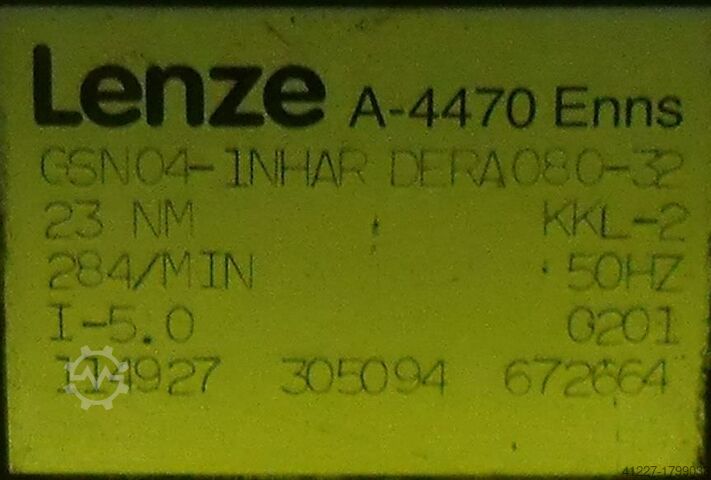 Lenze A-4470 Enns
GSN04-1NHAR DERA080-32
23 NM KKL-2
284/MIN 50HZ
I-5.0 0201
305094 672664
41227-179903